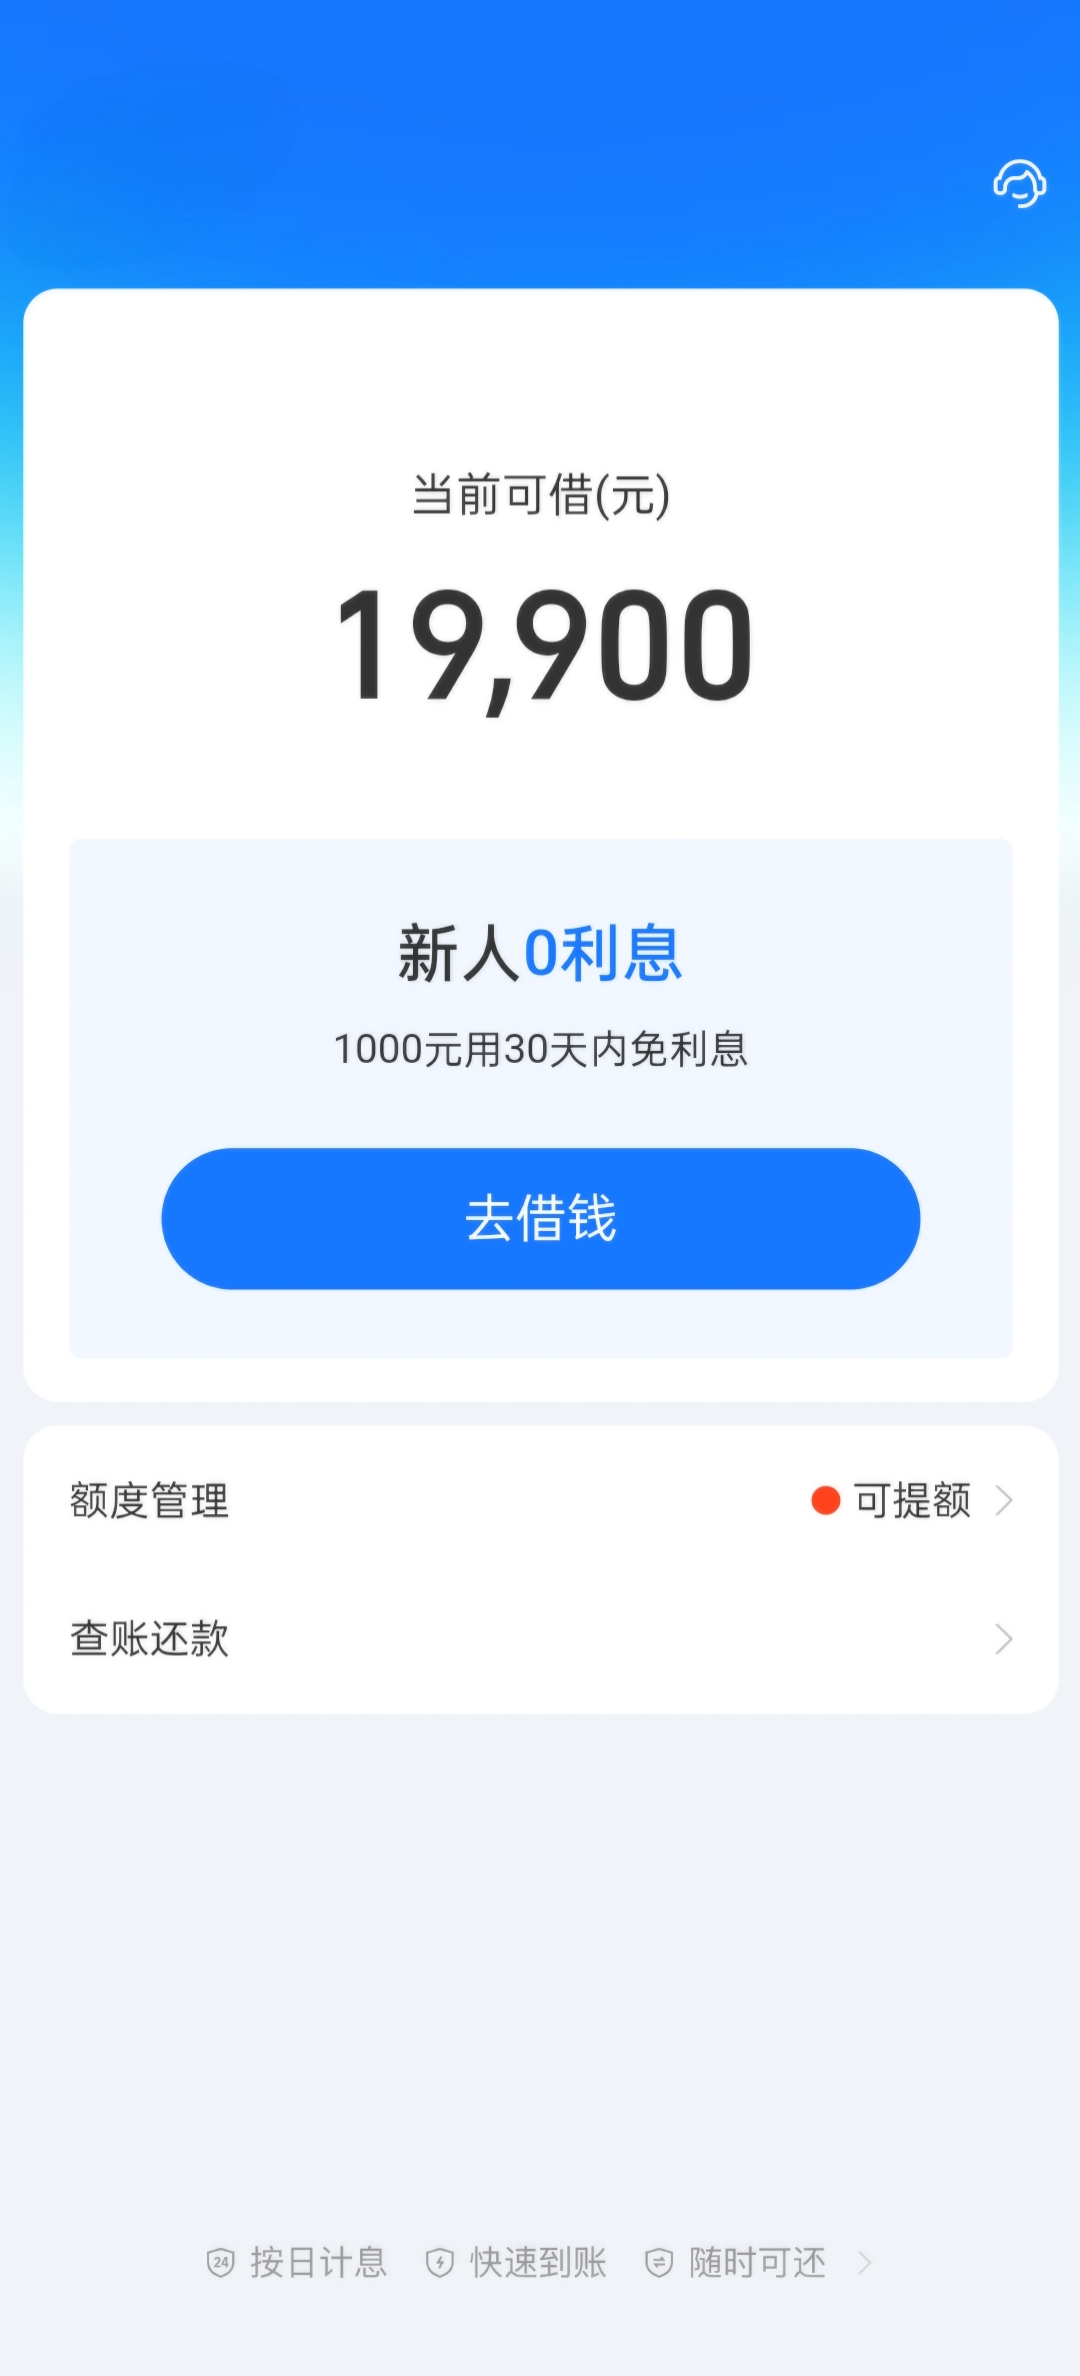 当前可借(元)
19,900
新人0利息
1000元用30天内免利息
去借钱
额度管理 可提额
查账还款
24 按日计息 快速到账 随时可还